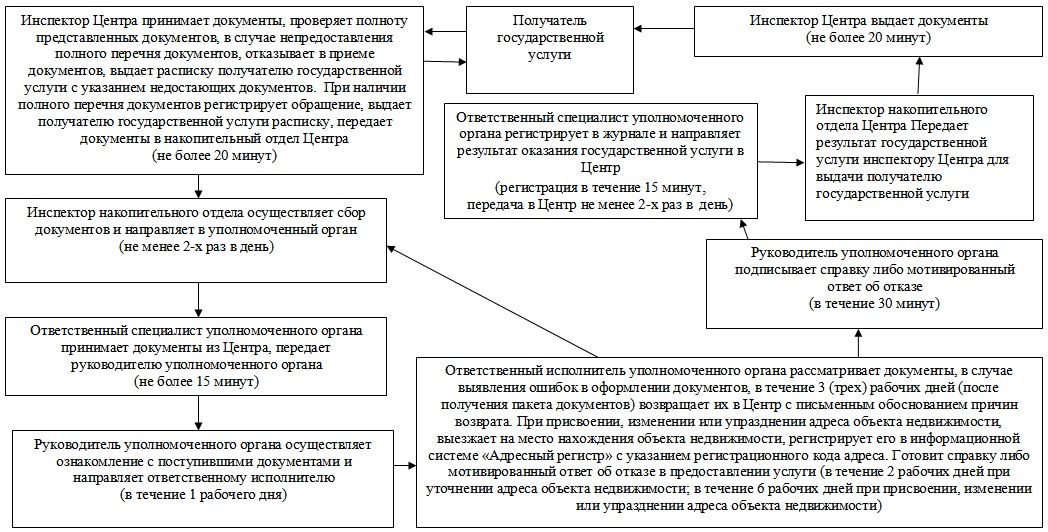 Инспектор Центра принимает документы, проверяет полноту
представленных документов, в случае непредоставления
полного перечня документов, отказывает в приеме
документов, выдает расписку получателю государственной
услуги с указанием недостающих документов.  При наличии
полного перечня документов регистрирует обращение, выдает
получателю государственной услуги расписку, передает
документы в накопительный отдел Центра
(не более 20 минут)
Получатель
государственной
услуги
Инспектор Центра выдает документы
(не более 20 минут)
Ответственный специалист уполномоченного
органа регистрирует в журнале и направляет
результат оказания государственной услуги в
Центр
(регистрация в течение 15 минут,
передача в Центр не менее 2-х раз в  день)
Инспектор накопительного
отдела Центра Передает
результат государственной
услуги инспектору Центра для
выдачи получателю
государственной услуги
Инспектор накопительного отдела осуществляет сбор
документов и направляет в уполномоченный орган
(не менее 2-х раз в день)
Руководитель уполномоченного органа
подписывает справку либо мотивированный
ответ об отказе
(в течение 30 минут)
Ответственный специалист уполномоченного органа
принимает документы из Центра, передает
руководителю уполномоченного органа
(не более 15 минут)
Ответственный исполнитель уполномоченного органа рассматривает документы, в случае
выявления ошибок в оформлении документов, в течение 3 (трех) рабочих дней (после
получения пакета документов) возвращает их в Центр с письменным обоснованием причин
возврата. При присвоении, изменении или упразднении адреса объекта недвижимости,
выезжает на место нахождения объекта недвижимости, регистрирует его в информационной
системе «Адресный регистр» с указанием регистрационного кода адреса. Готовит справку либо
мотивированный ответ об отказе в предоставлении услуги (в течение 2 рабочих дней при
уточнении адреса объекта недвижимости; в течение 6 рабочих дней при присвоении, изменении
или упразднении адреса объекта недвижимости)
Руководитель уполномоченного органа осуществляет
ознакомление с поступившими документами и
направляет ответственному исполнителю
(в течение 1 рабочего дня)